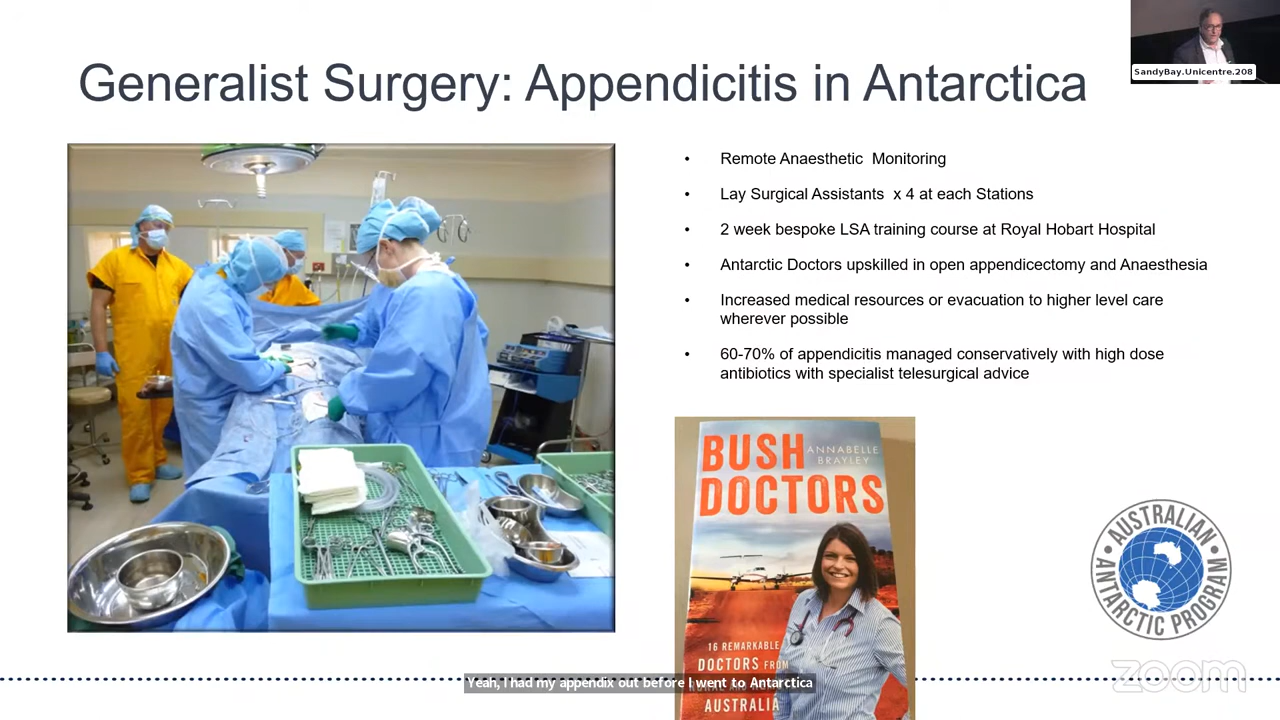 SandyBay.Unicentre.208
Generalist Surgery: Appendicitis in Antarctica
• Remote Anaesthetic Monitoring
• Lay Surgical Assistants x 4 at each Stations
• 2 week bespoke LSA training course at Royal Hobart Hospital
• Antarctic Doctors upskilled in open appendicectomy and Anaesthesia
• Increased medical resources or evacuation to higher level care
wherever possible
• 60-70% of appendicitis managed conservatively with high dose
antibiotics with specialist telesurgical advice
BUSH
ANNABELLE
BRAYLEY
DOCTORS
16 REMARKABLE
DOCTORS FROM
AUSTRALIA
• AUSTRALIAN •
ANTARCTIC PROGRAM
Yeah, I had my appendix out before I went to Antarctica
zoom